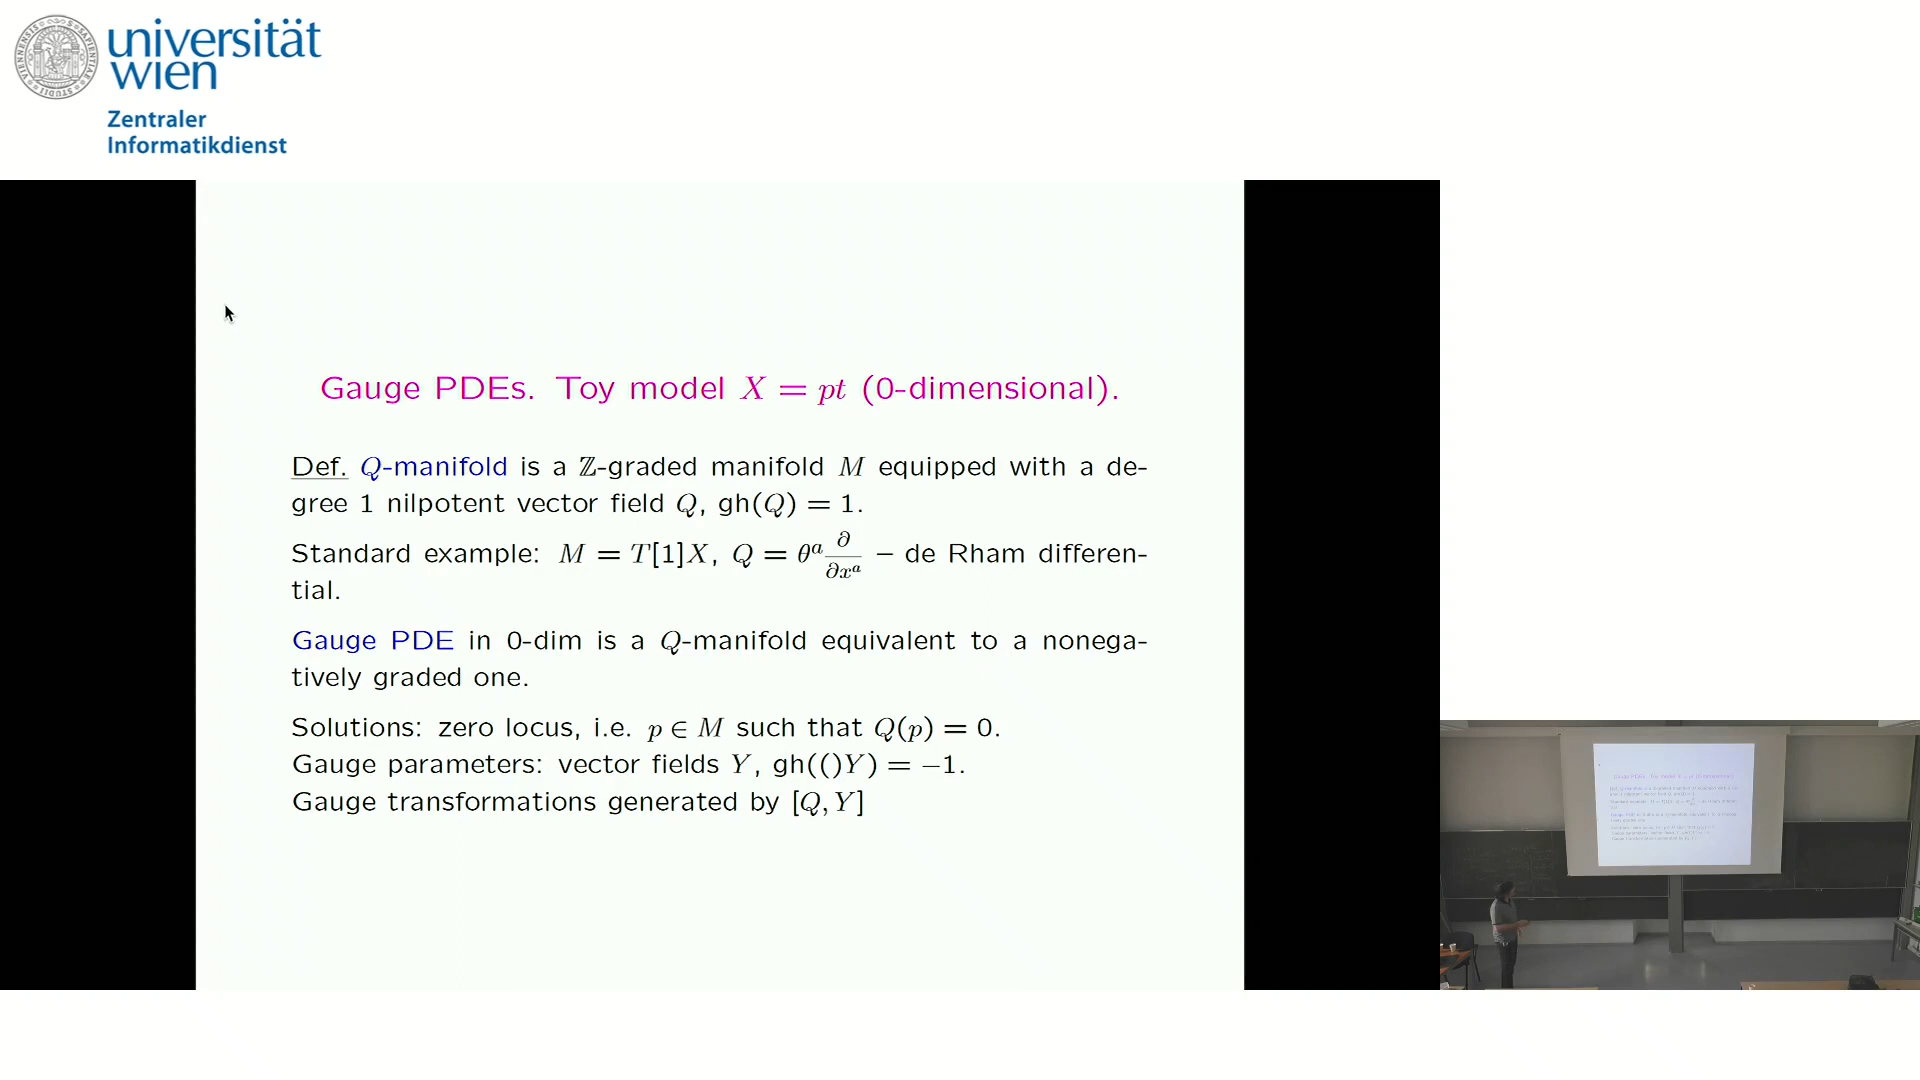 universität
wien
Zentraler
Informatikdienst
Gauge PDEs. Toy model X = pt (0-dimensional).
Def. Q-manifold is a ℤ-graded manifold M equipped with a de-
gree 1 nilpotent vector field Q, gh(Q) = 1.
Standard example: M = T[1]X, Q = θᵃ ∂/∂xᵃ – de Rham differen-
tial.
Gauge PDE in 0-dim is a Q-manifold equivalent to a nonega-
tively graded one.
Solutions: zero locus, i.e. p ∈ M such that Q(p) = 0.
Gauge parameters: vector fields Y, gh(()Y) = −1.
Gauge transformations generated by [Q, Y]